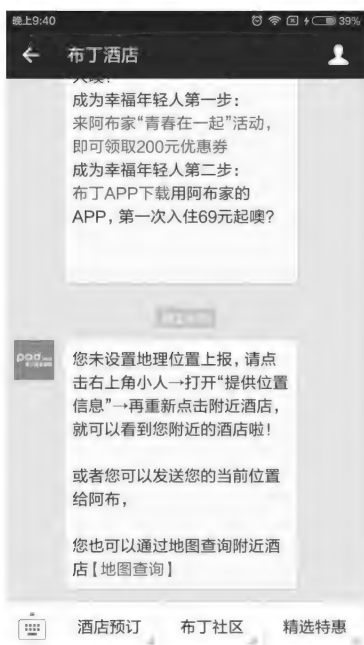 晚上9:40
39%
布丁酒店
成为幸福年轻人第一步：
来阿布家“青春在一起”活动，
即可领取200元优惠券
成为幸福年轻人第二步：
布丁APP下载用阿布家的
APP，第一次入住69元起噢？
pod
您未设置地理位置上报，请点
击右上角小人→打开“提供位置
信息”→再重新点击附近酒店，
就可以看到您附近的酒店啦！
或者您可以发送您的当前位置
给阿布，
您也可以通过地图查询附近酒
店【地图查询】
酒店预订
布丁社区
精选特惠